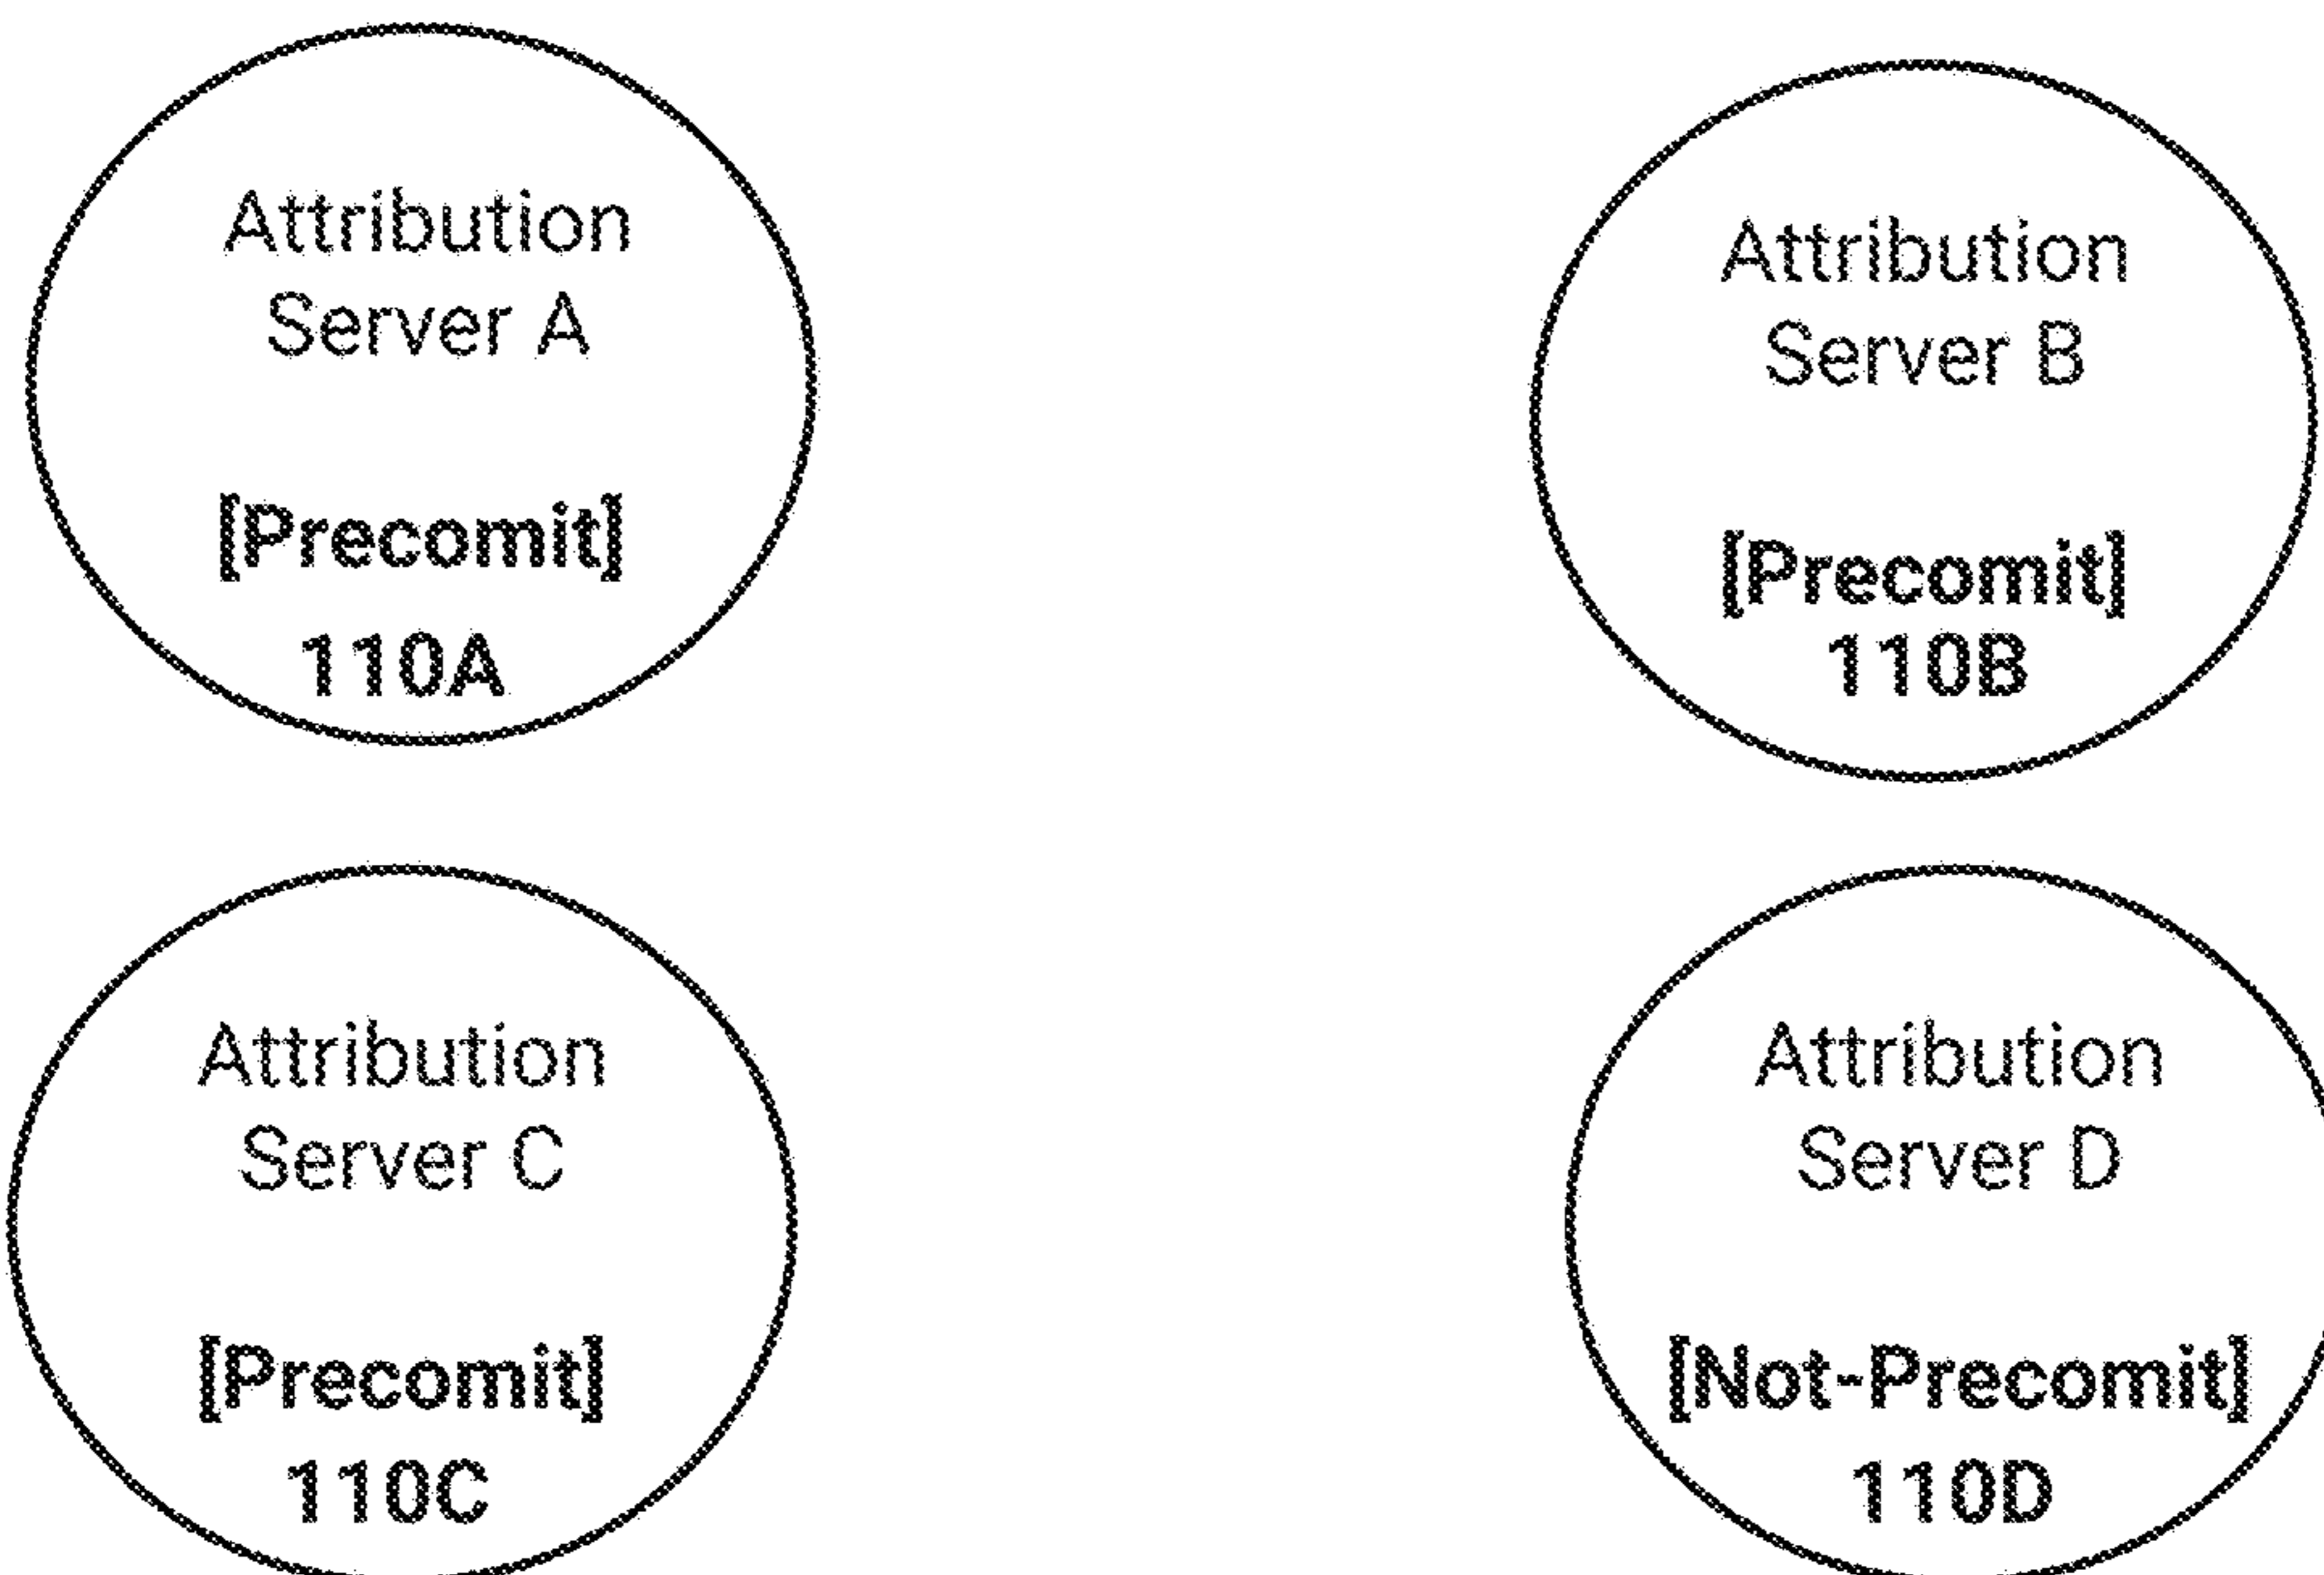 Attribution
Server A
[Precomit]
110A
Attribution
Server B
[Precomit]
110B
Attribution
Server C
[Precomit]
110C
Attribution
Server D
[Not-Precomit]
110D